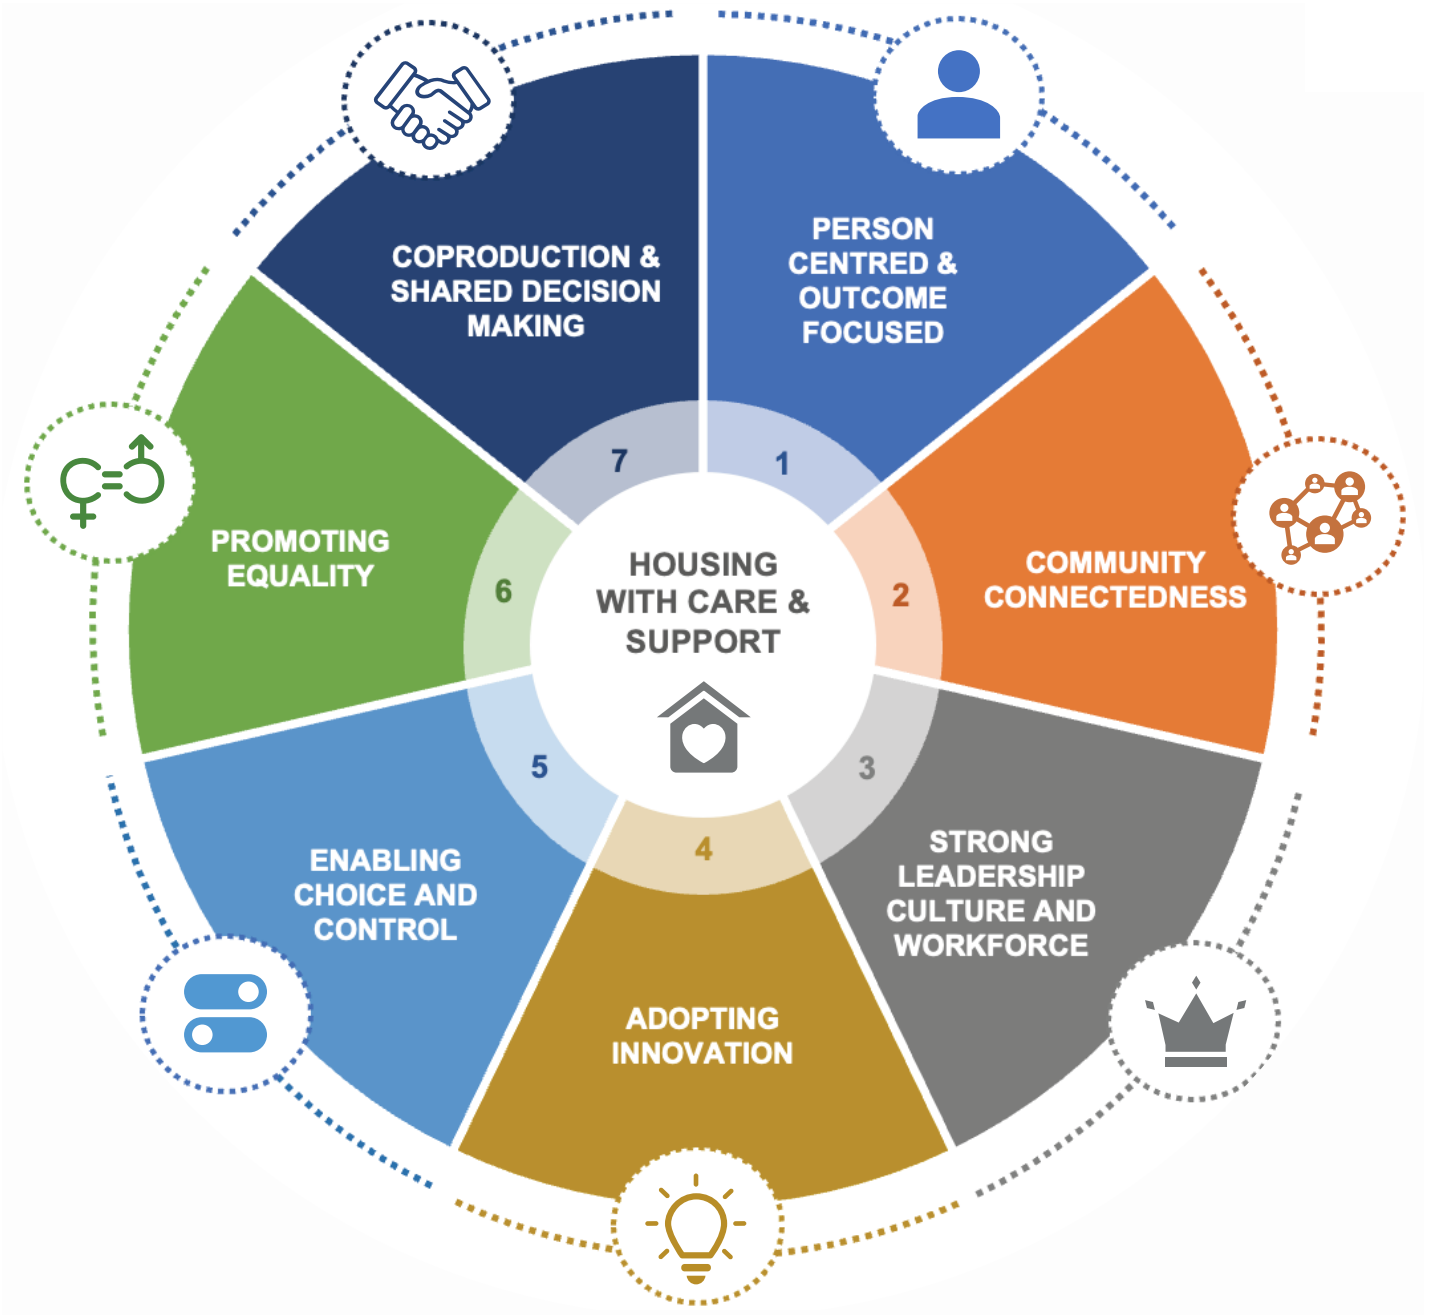 HOUSING
WITH CARE &
SUPPORT
1
PERSON
CENTRED &
OUTCOME
FOCUSED
2
COMMUNITY
CONNECTEDNESS
3
STRONG
LEADERSHIP
CULTURE AND
WORKFORCE
4
ADOPTING
INNOVATION
5
ENABLING
CHOICE AND
CONTROL
6
PROMOTING
EQUALITY
7
COPRODUCTION &
SHARED DECISION
MAKING